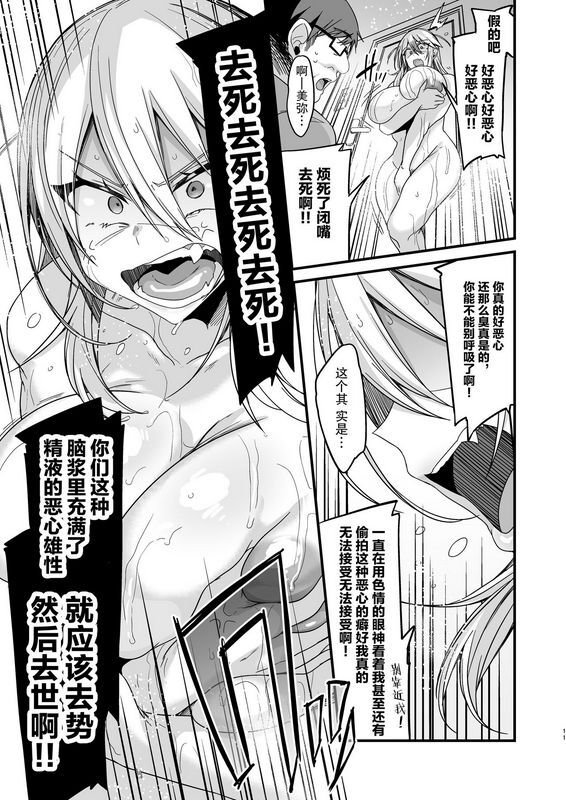 假的吧
好恶心好恶心
好恶心啊!!
啊，美弥…
烦死了闭嘴
去死啊!!
去死去死去死去死！
你真的好恶心
还那么臭真是的，
你能不能别呼吸了啊！
这个其 实是…
一直在用色情的眼神看着我甚至还有
偷拍这种恶心的癖好我真的
无法接受无法接受啊！
别靠近我！
你们这种
脑浆里充满了
精液的恶心雄性
就应该去势
然后去世啊!!
11